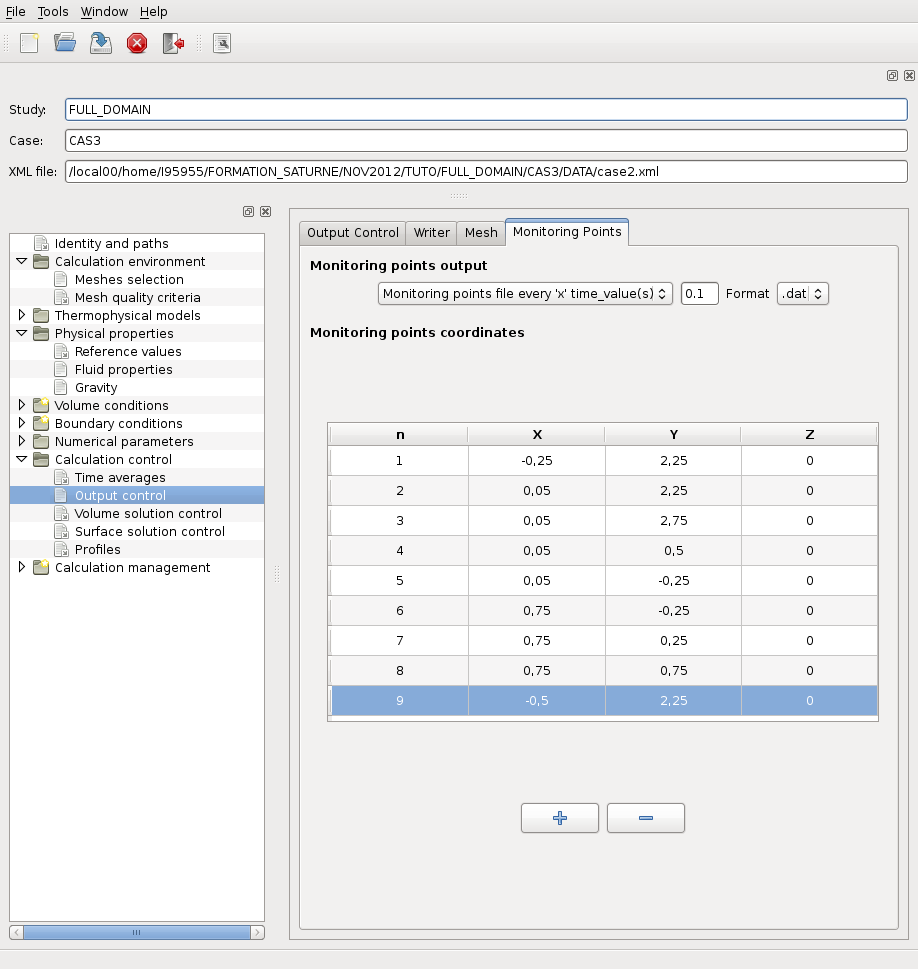 File Tools Window Help
Study: FULL_DOMAIN
Case: CAS3
XML file: /local00/home/I95955/FORMATION_SATURNE/NOV2012/TUTO/FULL_DOMAIN/CAS3/DATA/case2.xml
Identity and paths
Calculation environment
Meshes selection
Mesh quality criteria
Thermophysical models
Physical properties
Reference values
Fluid properties
Gravity
Volume conditions
Boundary conditions
Numerical parameters
Calculation control
Time averages
Output control
Volume solution control
Surface solution control
Profiles
Calculation management
Output Control Writer Mesh Monitoring Points
Monitoring points output
Monitoring points file every 'x' time_value(s) 0.1 Format .dat
Monitoring points coordinates
n X Y Z
1 -0,25 2,25 0
2 0,05 2,25 0
3 0,05 2,75 0
4 0,05 0,5 0
5 0,05 -0,25 0
6 0,75 -0,25 0
7 0,75 0,25 0
8 0,75 0,75 0
9 -0,5 2,25 0